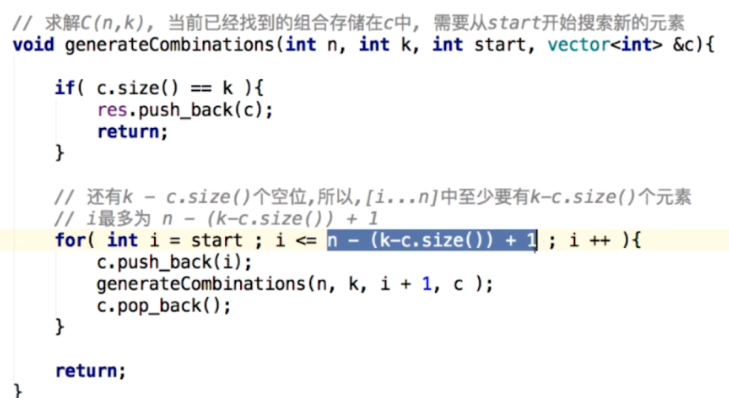 // 求解C(n,k), 当前已经找到的组合存储在c中, 需要从start开始搜索新的元素
void generateCombinations(int n, int k, int start, vector<int> &c){
if( c.size() == k ){
res.push_back(c);
return;
}
// 还有k - c.size()个空位,所以,[i...n]中至少要有k-c.size()个元素
// i最多为 n - (k-c.size()) + 1
for( int i = start ; i <= n - (k-c.size()) + 1 ; i ++ ){
c.push_back(i);
generateCombinations(n, k, i + 1, c );
c.pop_back();
}
return;
}